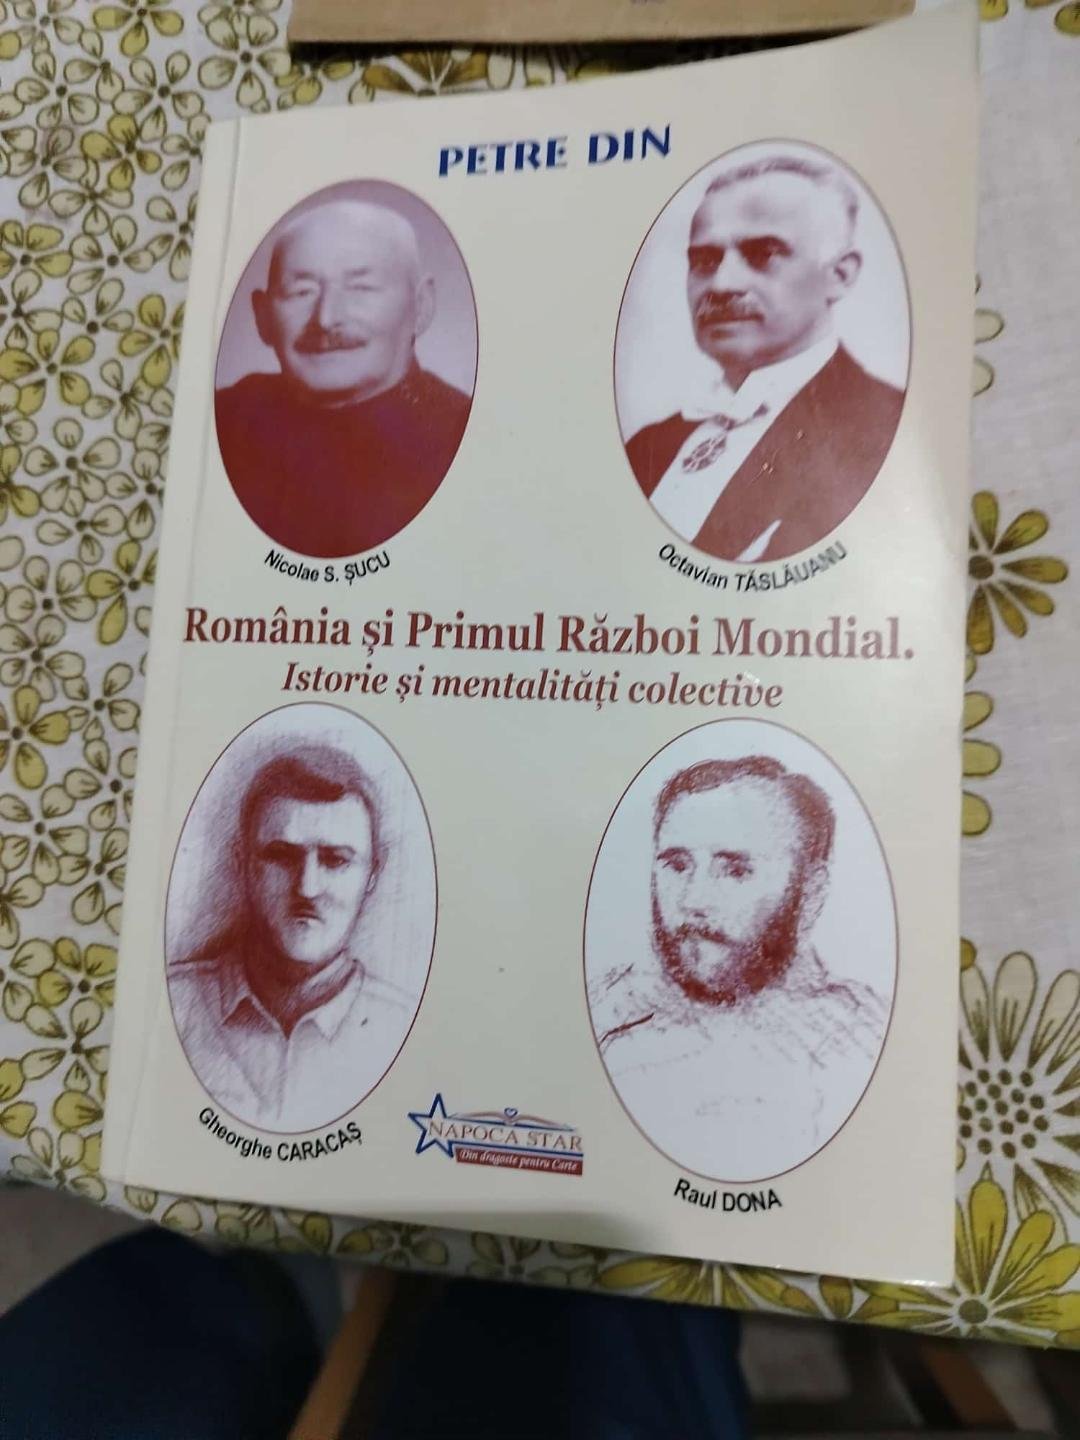 PETRE DIN
Nicolae S. ȘUCU
Octavian TĂSLĂUANU
România și Primul Război Mondial.
Istorie și mentalități colective
Gheorghe CARACAȘ
NAPOCA STAR
Din dragoste pentru Carte
Raul DONA